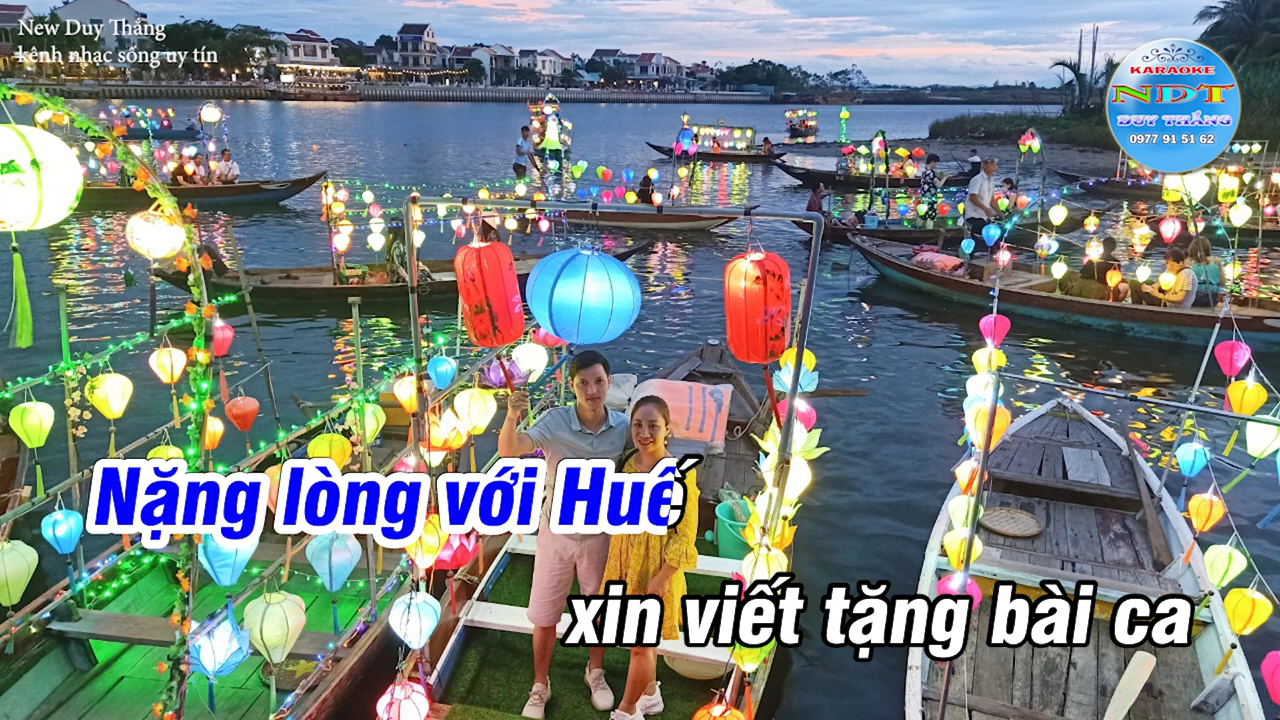 New Duy Thắng
kênh nhạc sống uy tín
KARAOKE
NDT
DUY THẮNG
0977 91 51 62
Nặng lòng với Huế
xin viết tặng bài ca